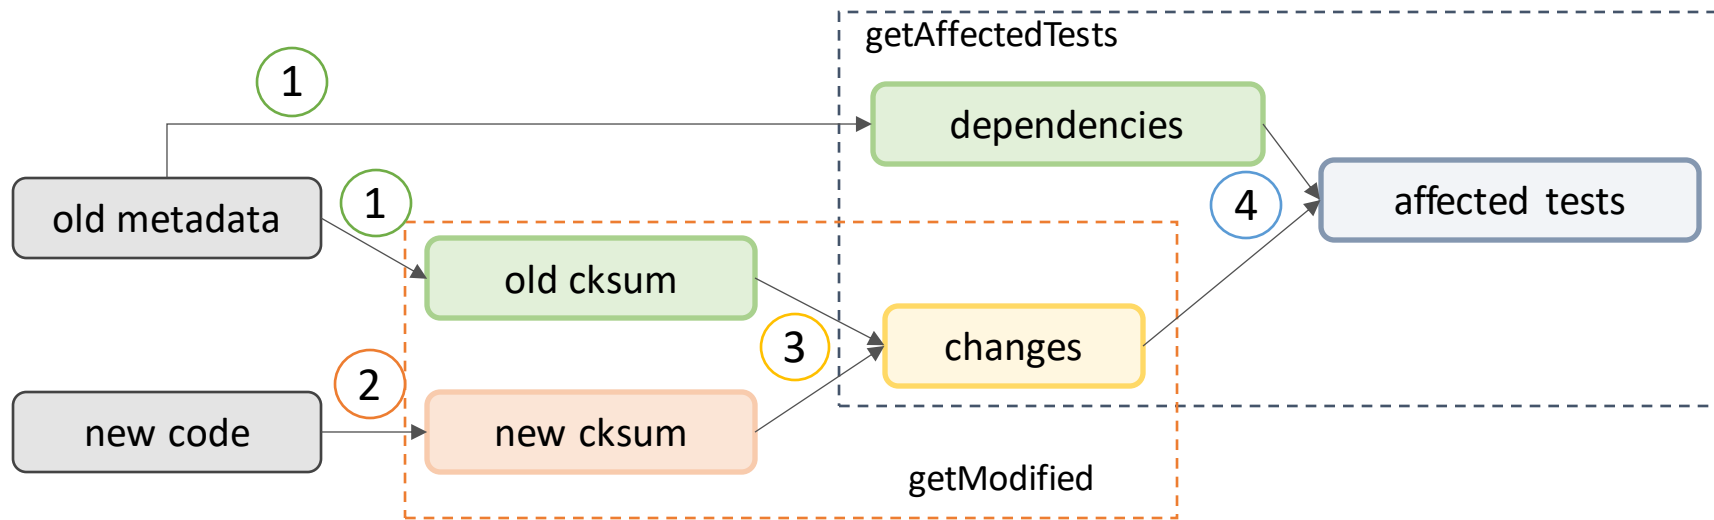 getAffectedTests
1
dependencies
old metadata
1
4
affected tests
old cksum
3
changes
2
new code
new cksum
getModified